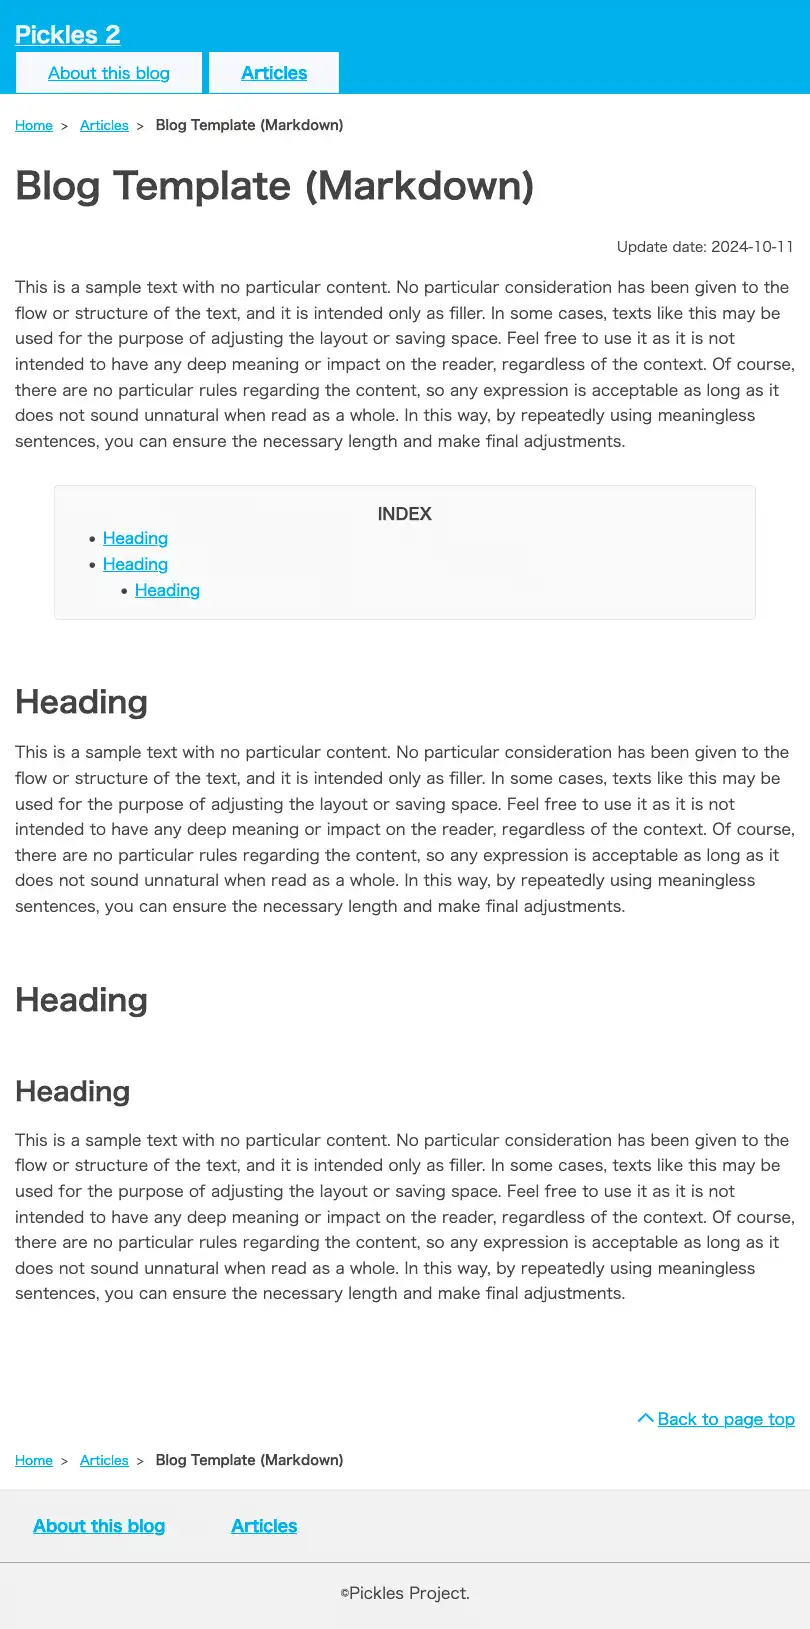 Pickles 2
About this blog Articles
Home > Articles > Blog Template (Markdown)
Blog Template (Markdown)
Update date: 2024-10-11
This is a sample text with no particular content. No particular consideration has been given to the
flow or structure of the text, and it is intended only as filler. In some cases, texts like this may be
used for the purpose of adjusting the layout or saving space. Feel free to use it as it is not
intended to have any deep meaning or impact on the reader, regardless of the context. Of course,
there are no particular rules regarding the content, so any expression is acceptable as long as it
does not sound unnatural when read as a whole. In this way, by repeatedly using meaningless
sentences, you can ensure the necessary length and make final adjustments.
INDEX
• Heading
• Heading
• Heading
Heading
This is a sample text with no particular content. No particular consideration has been given to the
flow or structure of the text, and it is intended only as filler. In some cases, texts like this may be
used for the purpose of adjusting the layout or saving space. Feel free to use it as it is not
intended to have any deep meaning or impact on the reader, regardless of the context. Of course,
there are no particular rules regarding the content, so any expression is acceptable as long as it
does not sound unnatural when read as a whole. In this way, by repeatedly using meaningless
sentences, you can ensure the necessary length and make final adjustments.
Heading
Heading
This is a sample text with no particular content. No particular consideration has been given to the
flow or structure of the text, and it is intended only as filler. In some cases, texts like this may be
used for the purpose of adjusting the layout or saving space. Feel free to use it as it is not
intended to have any deep meaning or impact on the reader, regardless of the context. Of course,
there are no particular rules regarding the content, so any expression is acceptable as long as it
does not sound unnatural when read as a whole. In this way, by repeatedly using meaningless
sentences, you can ensure the necessary length and make final adjustments.
Back to page top
Home > Articles > Blog Template (Markdown)
About this blog Articles
©Pickles Project.